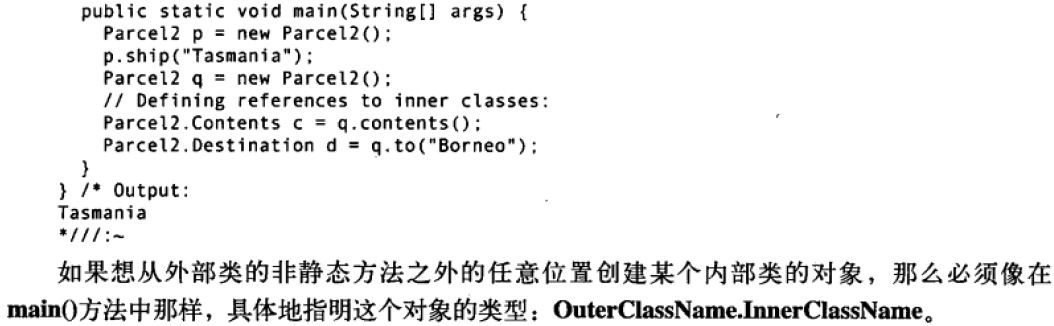 public static void main(String[] args) {
Parcel2 p = new Parcel2();
p.ship("Tasmania");
Parcel2 q = new Parcel2();
// Defining references to inner classes:
Parcel2.Contents c = q.contents();
Parcel2.Destination d = q.to("Borneo");
}
} /* Output:
Tasmania
*///:~
如果想从外部类的非静态方法之外的任意位置创建某个内部类的对象，那么必须像在
main()方法中那样，具体地指明这个对象的类型：OuterClassName.InnerClassName。